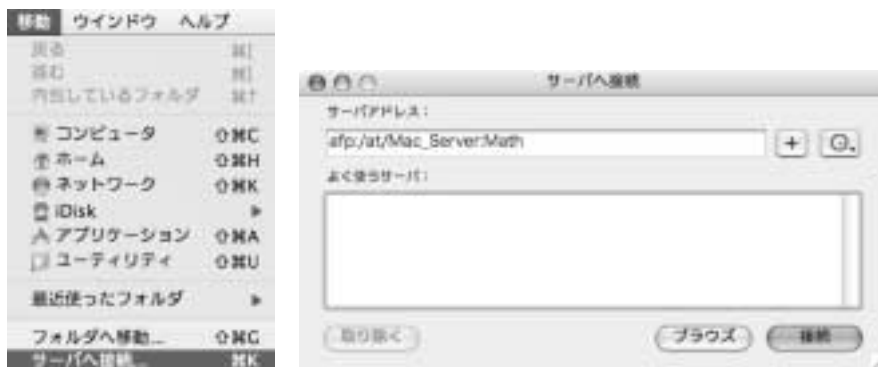 移動 ウインドウ ヘルプ
戻る ⌘[
進む ⌘]
内包しているフォルダ ⌘↑
コンピュータ ⇧⌘C
ホーム ⇧⌘H
ネットワーク ⇧⌘K
iDisk
アプリケーション ⇧⌘A
ユーティリティ ⇧⌘U
最近使ったフォルダ
フォルダへ移動... ⇧⌘G
サーバへ接続... ⌘K
サーバへ接続
サーバアドレス：
afp:/at/Mac_Server:Math
よく使うサーバ：
取り除く ブラウズ 接続